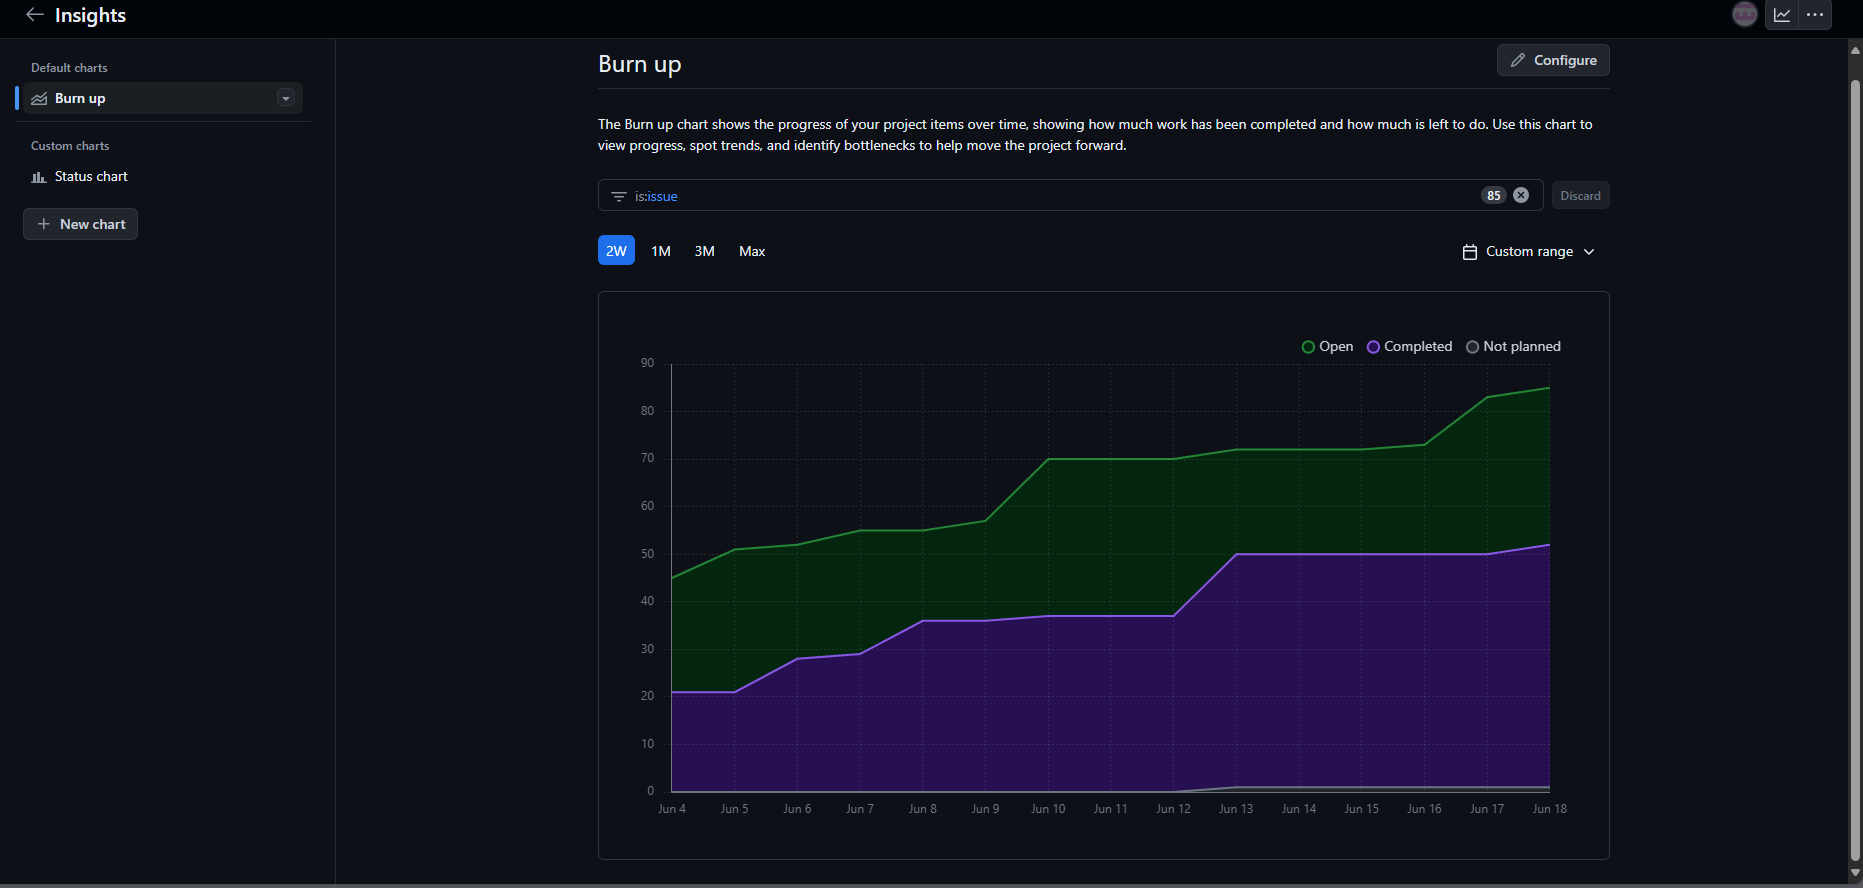 Insights
Default charts
Burn up
Custom charts
Status chart
New chart
Burn up
Configure
The Burn up chart shows the progress of your project items over time, showing how much work has been completed and how much is left to do. Use this chart to
view progress, spot trends, and identify bottlenecks to help move the project forward.
is:issue
85
Discard
2W 1M 3M Max
Custom range
Open Completed Not planned
90
80
70
60
50
40
30
20
10
0
Jun 4 Jun 5 Jun 6 Jun 7 Jun 8 Jun 9 Jun 10 Jun 11 Jun 12 Jun 13 Jun 14 Jun 15 Jun 16 Jun 17 Jun 18